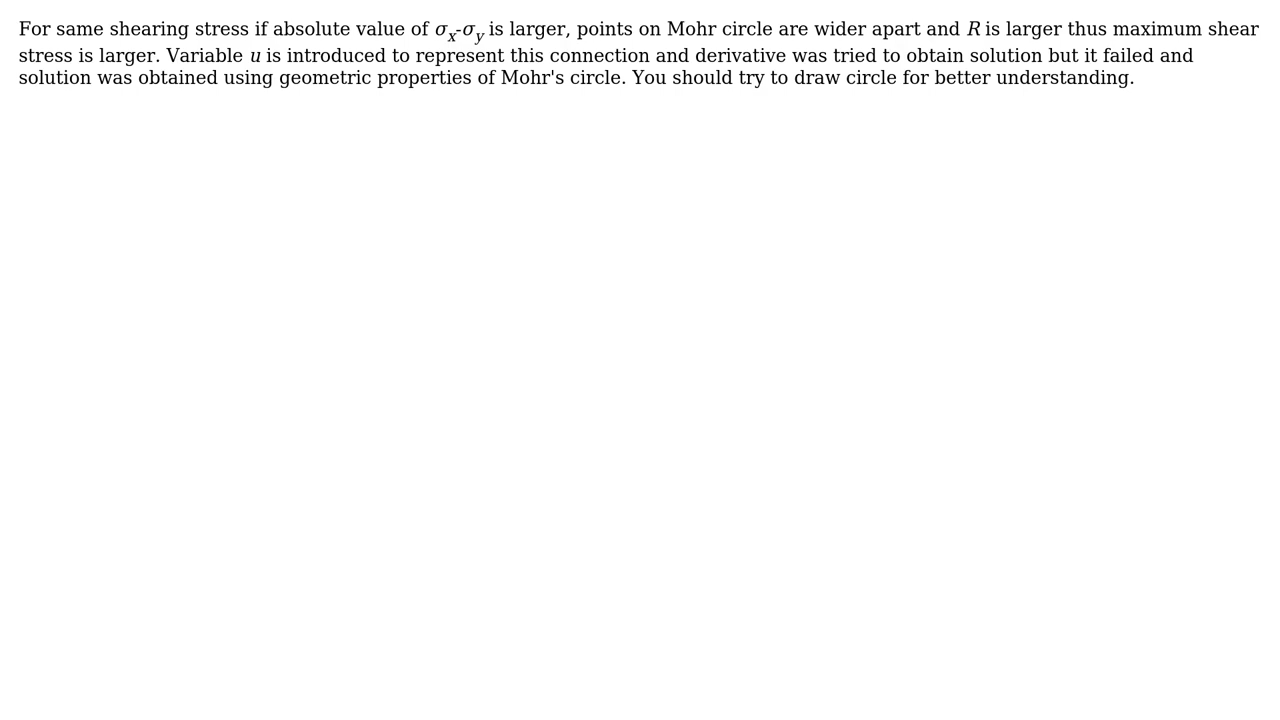 For same shearing stress if absolute value of σx-σy is larger, points on Mohr circle are wider apart and R is larger thus maximum shear
stress is larger. Variable u is introduced to represent this connection and derivative was tried to obtain solution but it failed and
solution was obtained using geometric properties of Mohr's circle. You should try to draw circle for better understanding.